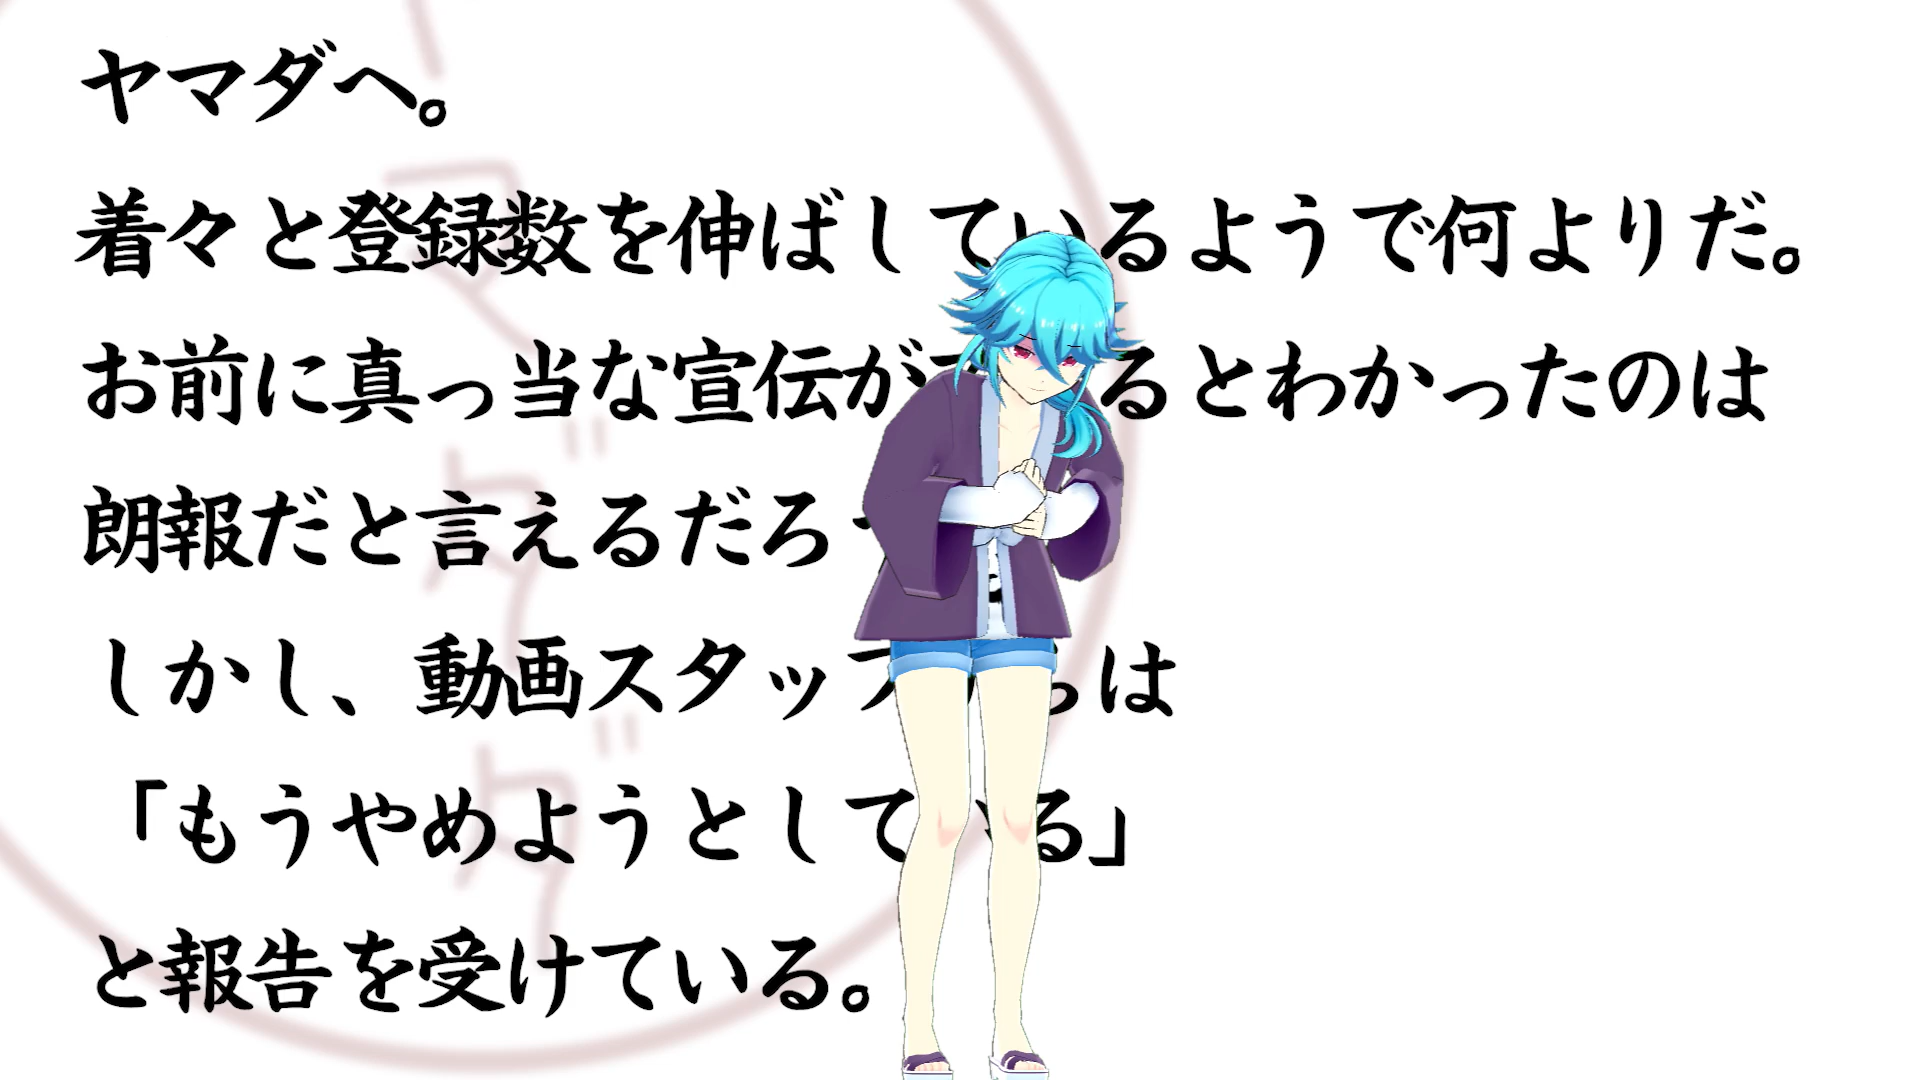 ヤマダへ。
着々と登録数を伸ばしているようで何よりだ。
お前に真っ当な宣伝が るとわかったのは
朗報だと言えるだろ
しかし、動画スタッフ は
「もうやめようとしている」
と報告を受けている。